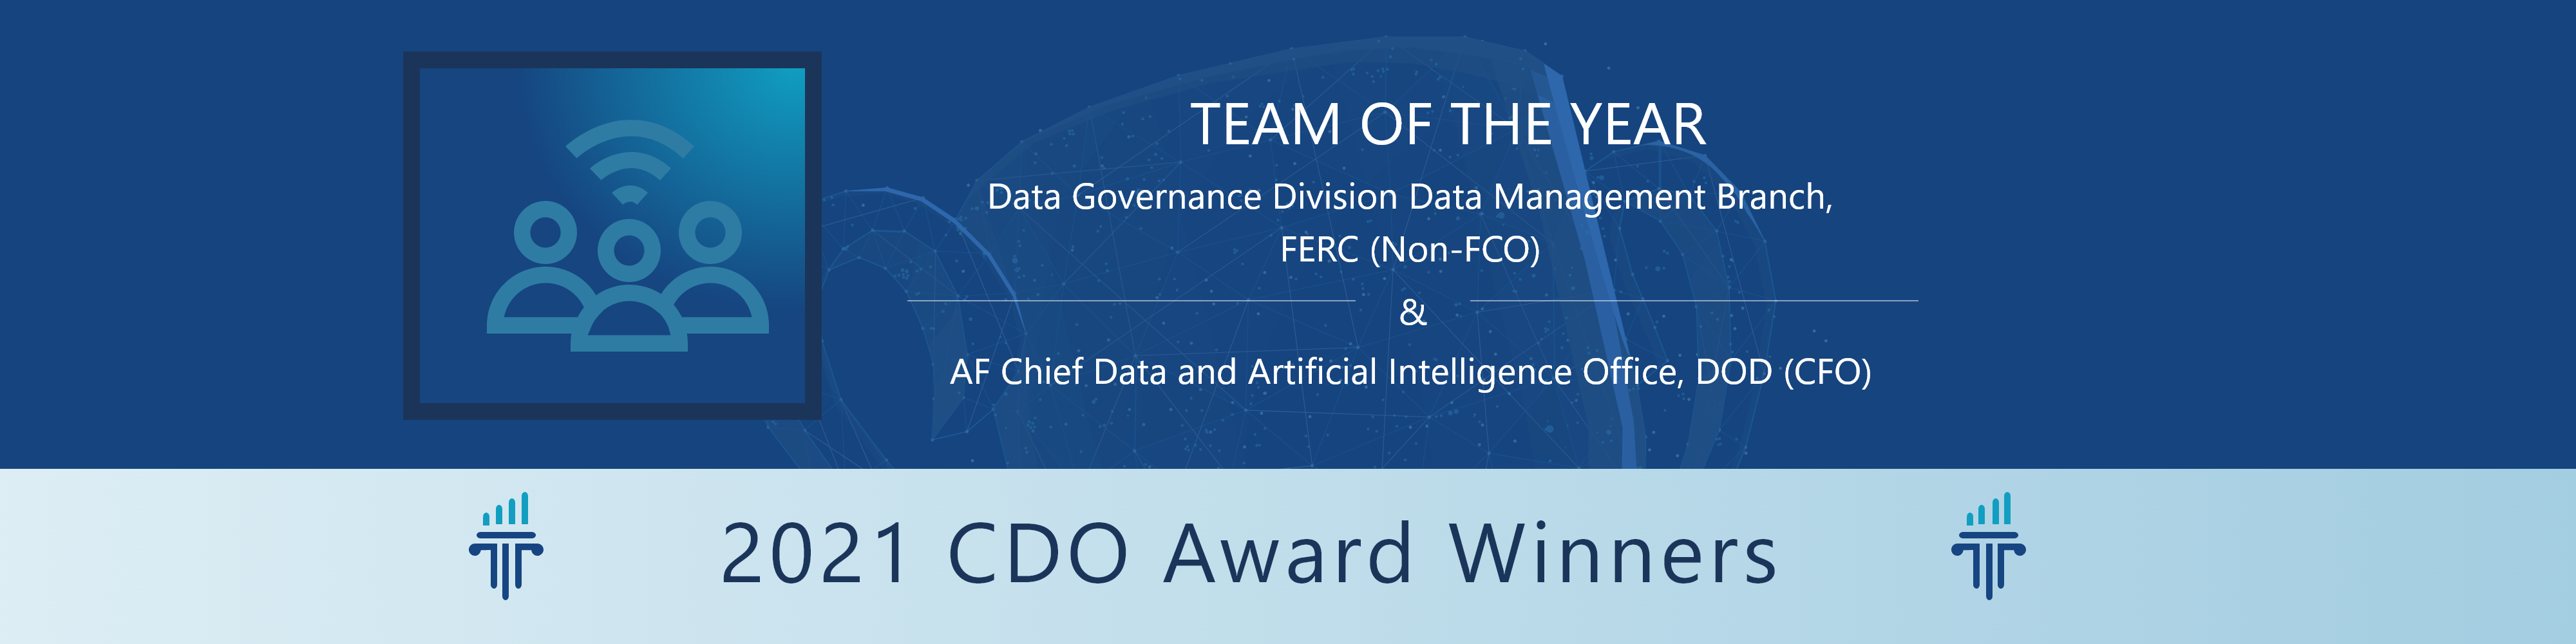 TEAM OF THE YEAR
Data Governance Division Data Management Branch,
FERC (Non-FCO)
&
AF Chief Data and Artificial Intelligence Office, DOD (CFO)
2021 CDO Award Winners